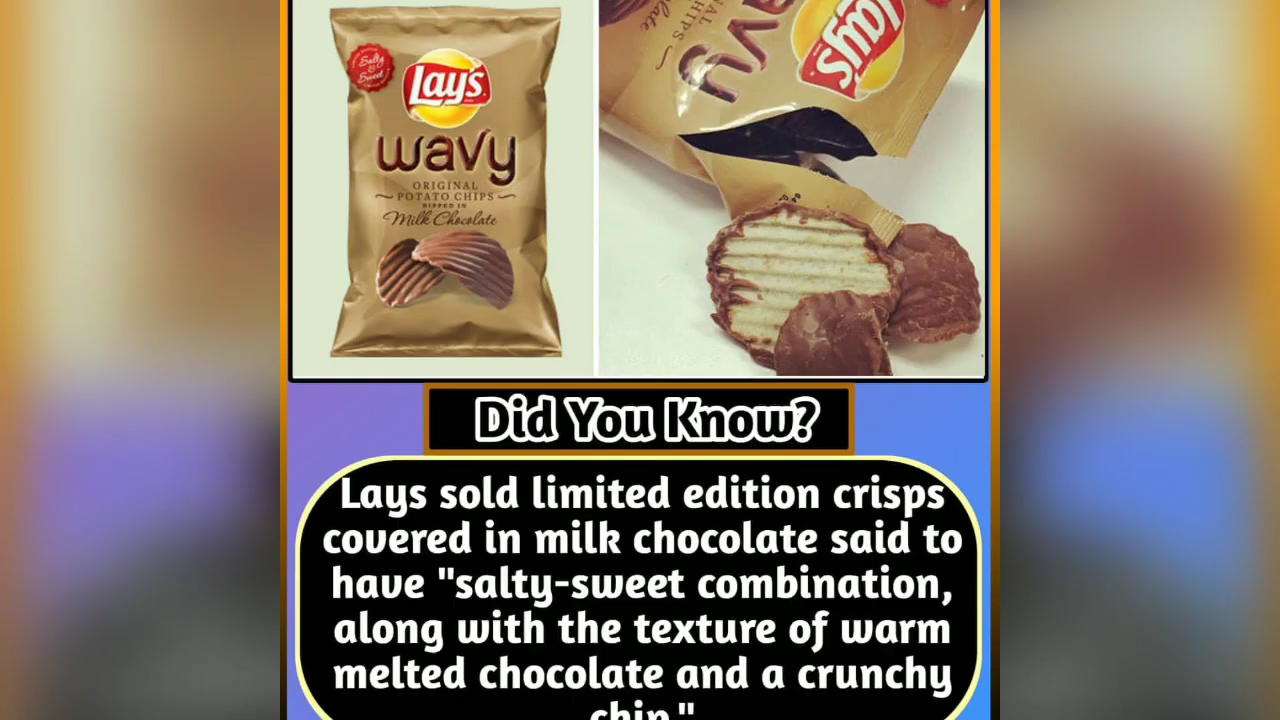 Salty
&
Sweet
Lay's
wavy
ORIGINAL
POTATO CHIPS
DIPPED IN
Milk Chocolate
Lay's
Did You Know?
Lays sold limited edition crisps
covered in milk chocolate said to
have "salty-sweet combination,
along with the texture of warm
melted chocolate and a crunchy
chip."